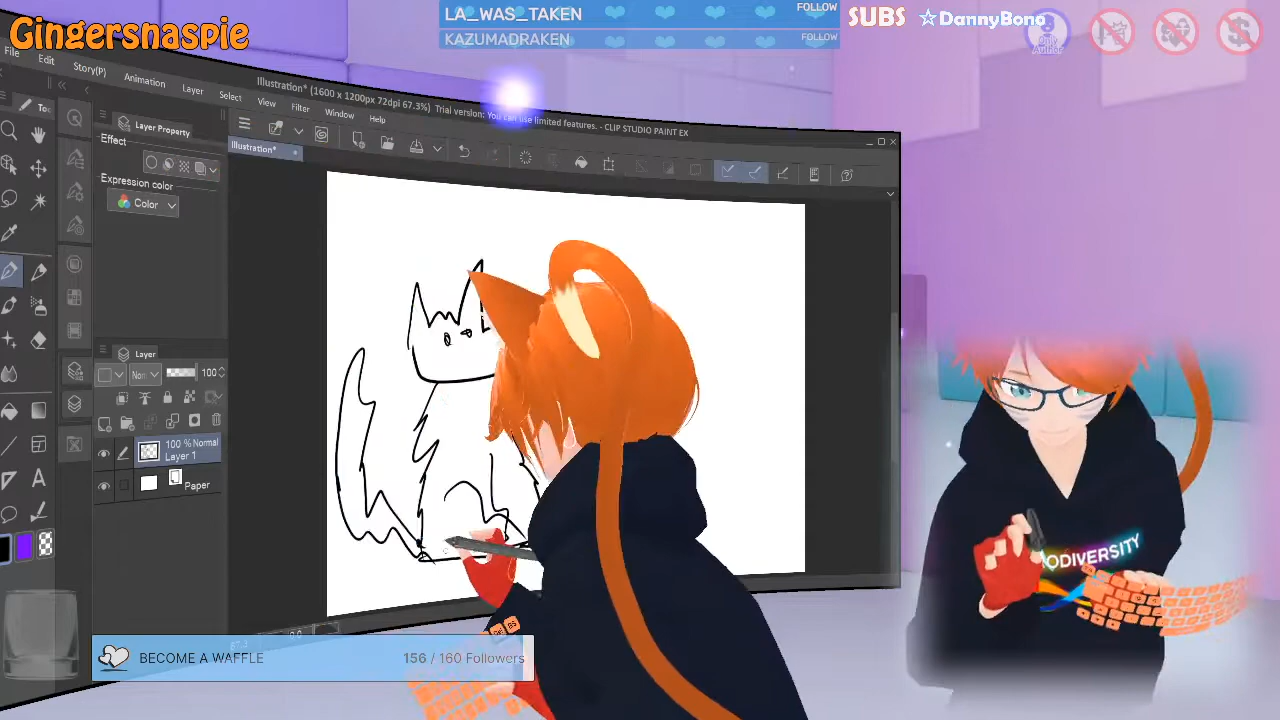 Gingersnaspie
LA_WAS_TAKEN FOLLOW
KAZUMADRAKEN FOLLOW
SUBS ☆DannyBono
File Edit Story(P) Animation Layer Select View Filter Window Help
Illustration* (1600 x 1200px 72dpi 67.3%) Trial version: You can use limited features. - CLIP STUDIO PAINT EX
Illustration*
Layer Property
Effect
Expression color
Color
Layer
100
100 % Normal
Layer 1
Paper
ODIVERSITY
BECOME A WAFFLE 156 / 160 Followers